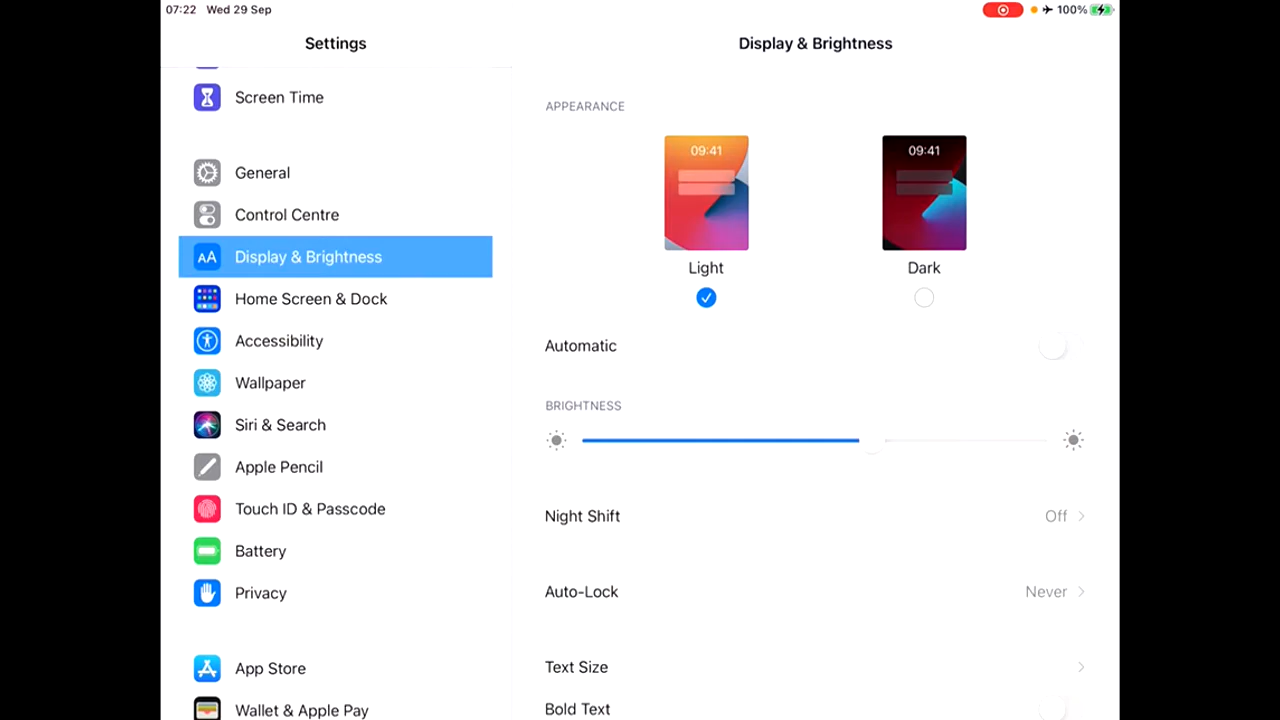 07:22 Wed 29 Sep
100%
Settings
Screen Time
General
Control Centre
AA Display & Brightness
Home Screen & Dock
Accessibility
Wallpaper
Siri & Search
Apple Pencil
Touch ID & Passcode
Battery
Privacy
App Store
Wallet & Apple Pay
Display & Brightness
APPEARANCE
09:41 09:41
Light Dark
Automatic
BRIGHTNESS
Night Shift Off
Auto-Lock Never
Text Size
Bold Text